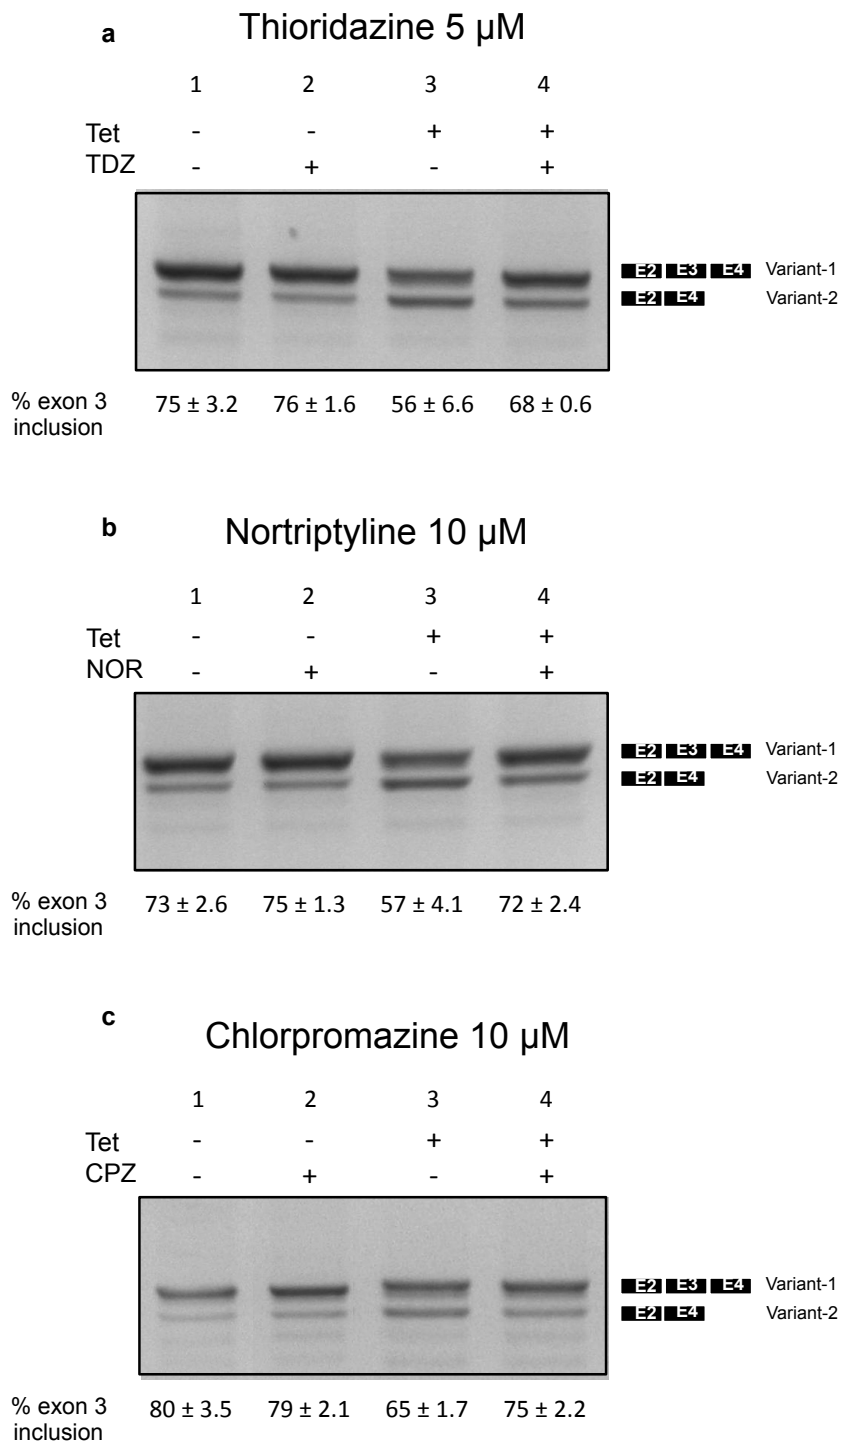 a Thioridazine 5 µM
1 2 3 4
Tet - - + +
TDZ - + - +
E2 E3 E4 Variant-1
E2 E4 Variant-2
% exon 3
inclusion
75 ± 3.2 76 ± 1.6 56 ± 6.6 68 ± 0.6
b Nortriptyline 10 µM
1 2 3 4
Tet - - + +
NOR - + - +
E2 E3 E4 Variant-1
E2 E4 Variant-2
% exon 3
inclusion
73 ± 2.6 75 ± 1.3 57 ± 4.1 72 ± 2.4
c Chlorpromazine 10 µM
1 2 3 4
Tet - - + +
CPZ - + - +
E2 E3 E4 Variant-1
E2 E4 Variant-2
% exon 3
inclusion
80 ± 3.5 79 ± 2.1 65 ± 1.7 75 ± 2.2